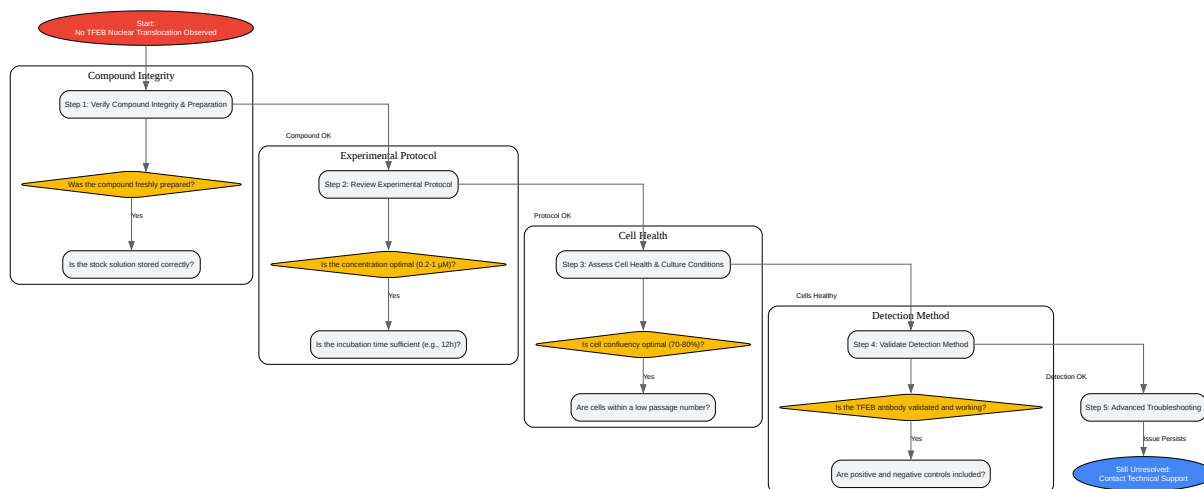 Start:
No TFEB Nuclear Translocation Observed
Compound Integrity
Step 1: Verify Compound Integrity & Preparation
Was the compound freshly prepared?
Yes
Is the stock solution stored correctly?
Compound OK
Experimental Protocol
Step 2: Review Experimental Protocol
Is the concentration optimal (0.2-1 µM)?
Yes
Is the incubation time sufficient (e.g., 12h)?
Protocol OK
Cell Health
Step 3: Assess Cell Health & Culture Conditions
Is cell confluency optimal (70-80%)?
Yes
Are cells within a low passage number?
Cells Healthy
Detection Method
Step 4: Validate Detection Method
Is the TFEB antibody validated and working?
Yes
Are positive and negative controls included?
Detection OK
Step 5: Advanced Troubleshooting
Issue Persists
Still Unresolved:
Contact Technical Support